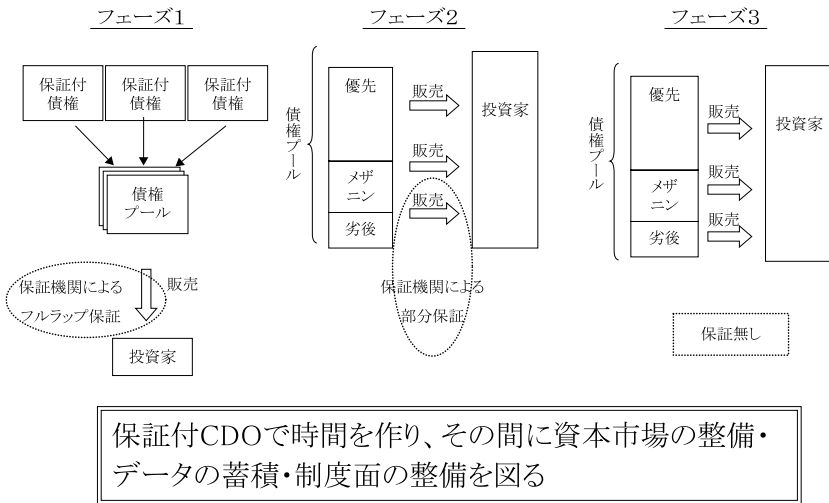 フェーズ1
保証付
債権
保証付
債権
保証付
債権
債権
プール
保証機関による
フルラップ保証
販売
投資家
フェーズ2
債権プール
優先
メザ
ニン
劣後
販売
販売
販売
投資家
保証機関による
部分保証
フェーズ3
債権プール
優先
メザ
ニン
劣後
販売
販売
販売
投資家
保証無し
保証付CDOで時間を作り、その間に資本市場の整備・
データの蓄積・制度面の整備を図る